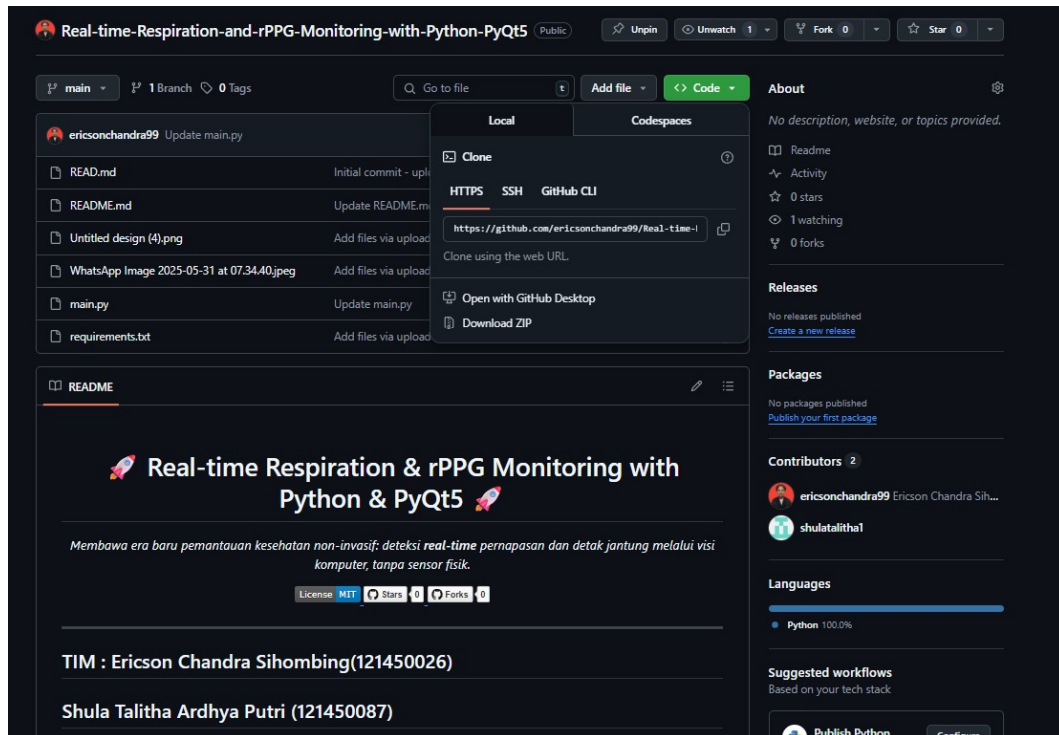 Real-time-Respiration-and-rPPG-Monitoring-with-Python-PyQt5 Public
Unpin
Unwatch 1
Fork 0
Star 0
main
1 Branch
0 Tags
Go to file t
Add file
Code
ericsonchandra99 Update main.py
READ.md Initial commit - upl
README.md Update README.m
Untitled design (4).png Add files via upload
WhatsApp Image 2025-05-31 at 07.34.40.jpeg Add files via upload
main.py Update main.py
requirements.txt Add files via upload
Local Codespaces
Clone
HTTPS SSH GitHub CLI
https://github.com/ericsonchandra99/Real-time-
Clone using the web URL.
Open with GitHub Desktop
Download ZIP
README
🚀 Real-time Respiration & rPPG Monitoring with
Python & PyQt5 🚀
Membawa era baru pemantauan kesehatan non-invasif: deteksi real-time pernapasan dan detak jantung melalui visi
komputer, tanpa sensor fisik.
License MIT Stars 0 Forks 0
TIM : Ericson Chandra Sihombing(121450026)
Shula Talitha Ardhya Putri (121450087)
About
No description, website, or topics provided.
Readme
Activity
0 stars
1 watching
0 forks
Releases
No releases published
Create a new release
Packages
No packages published
Publish your first package
Contributors 2
ericsonchandra99 Ericson Chandra Sih...
shulatalitha1
Languages
Python 100.0%
Suggested workflows
Based on your tech stack
Publish Python
Configure